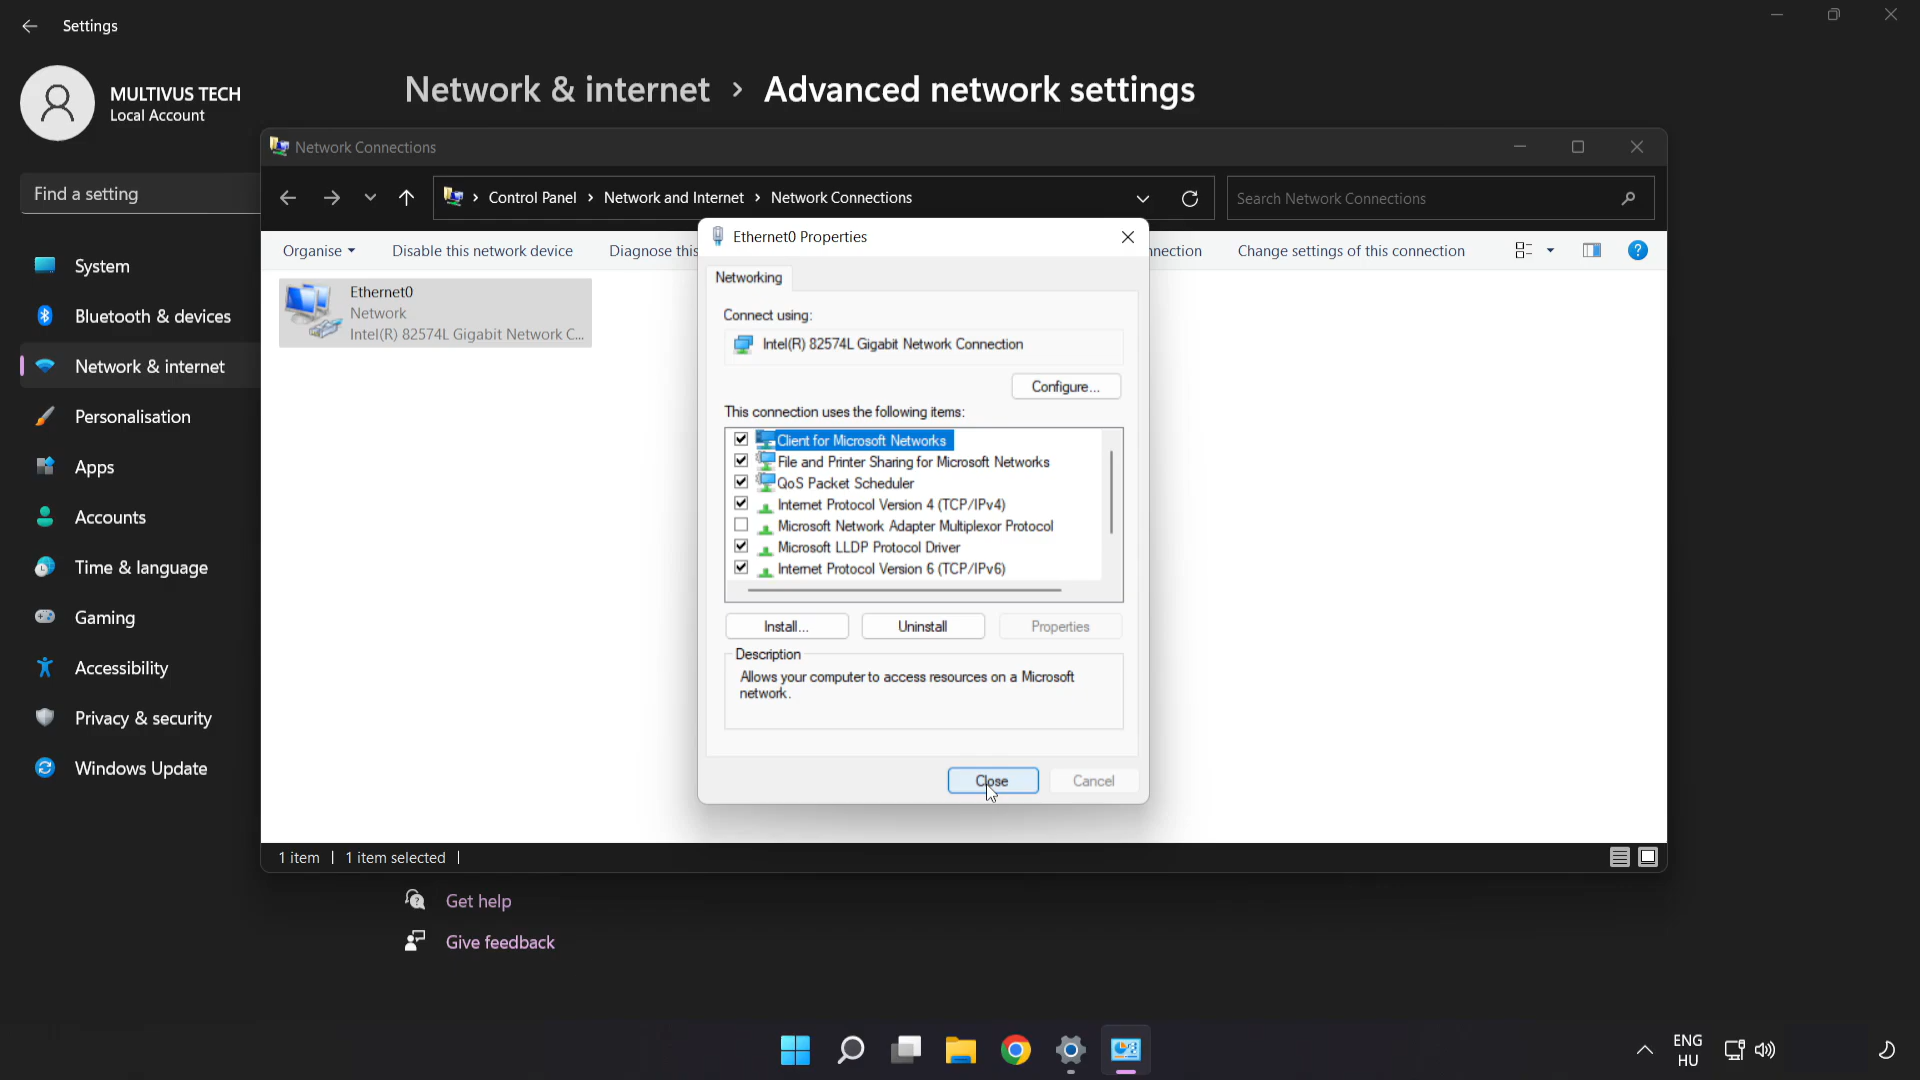 Settings
MULTIVUS TECH
Local Account
Find a setting
System
Bluetooth & devices
Network & internet
Personalisation
Apps
Accounts
Time & language
Gaming
Accessibility
Privacy & security
Windows Update
Network & internet › Advanced network settings
Network Connections
Control Panel › Network and Internet › Network Connections
Search Network Connections
Organise
Disable this network device
Diagnose this
nnection
Change settings of this connection
Ethernet0
Network
Intel(R) 82574L Gigabit Network C...
Ethernet0 Properties
Networking
Connect using:
Intel(R) 82574L Gigabit Network Connection
Configure...
This connection uses the following items:
Client for Microsoft Networks
File and Printer Sharing for Microsoft Networks
QoS Packet Scheduler
Internet Protocol Version 4 (TCP/IPv4)
Microsoft Network Adapter Multiplexor Protocol
Microsoft LLDP Protocol Driver
Internet Protocol Version 6 (TCP/IPv6)
Install...
Uninstall
Properties
Description
Allows your computer to access resources on a Microsoft
network.
Close
Cancel
1 item
1 item selected
Get help
Give feedback
ENG
HU